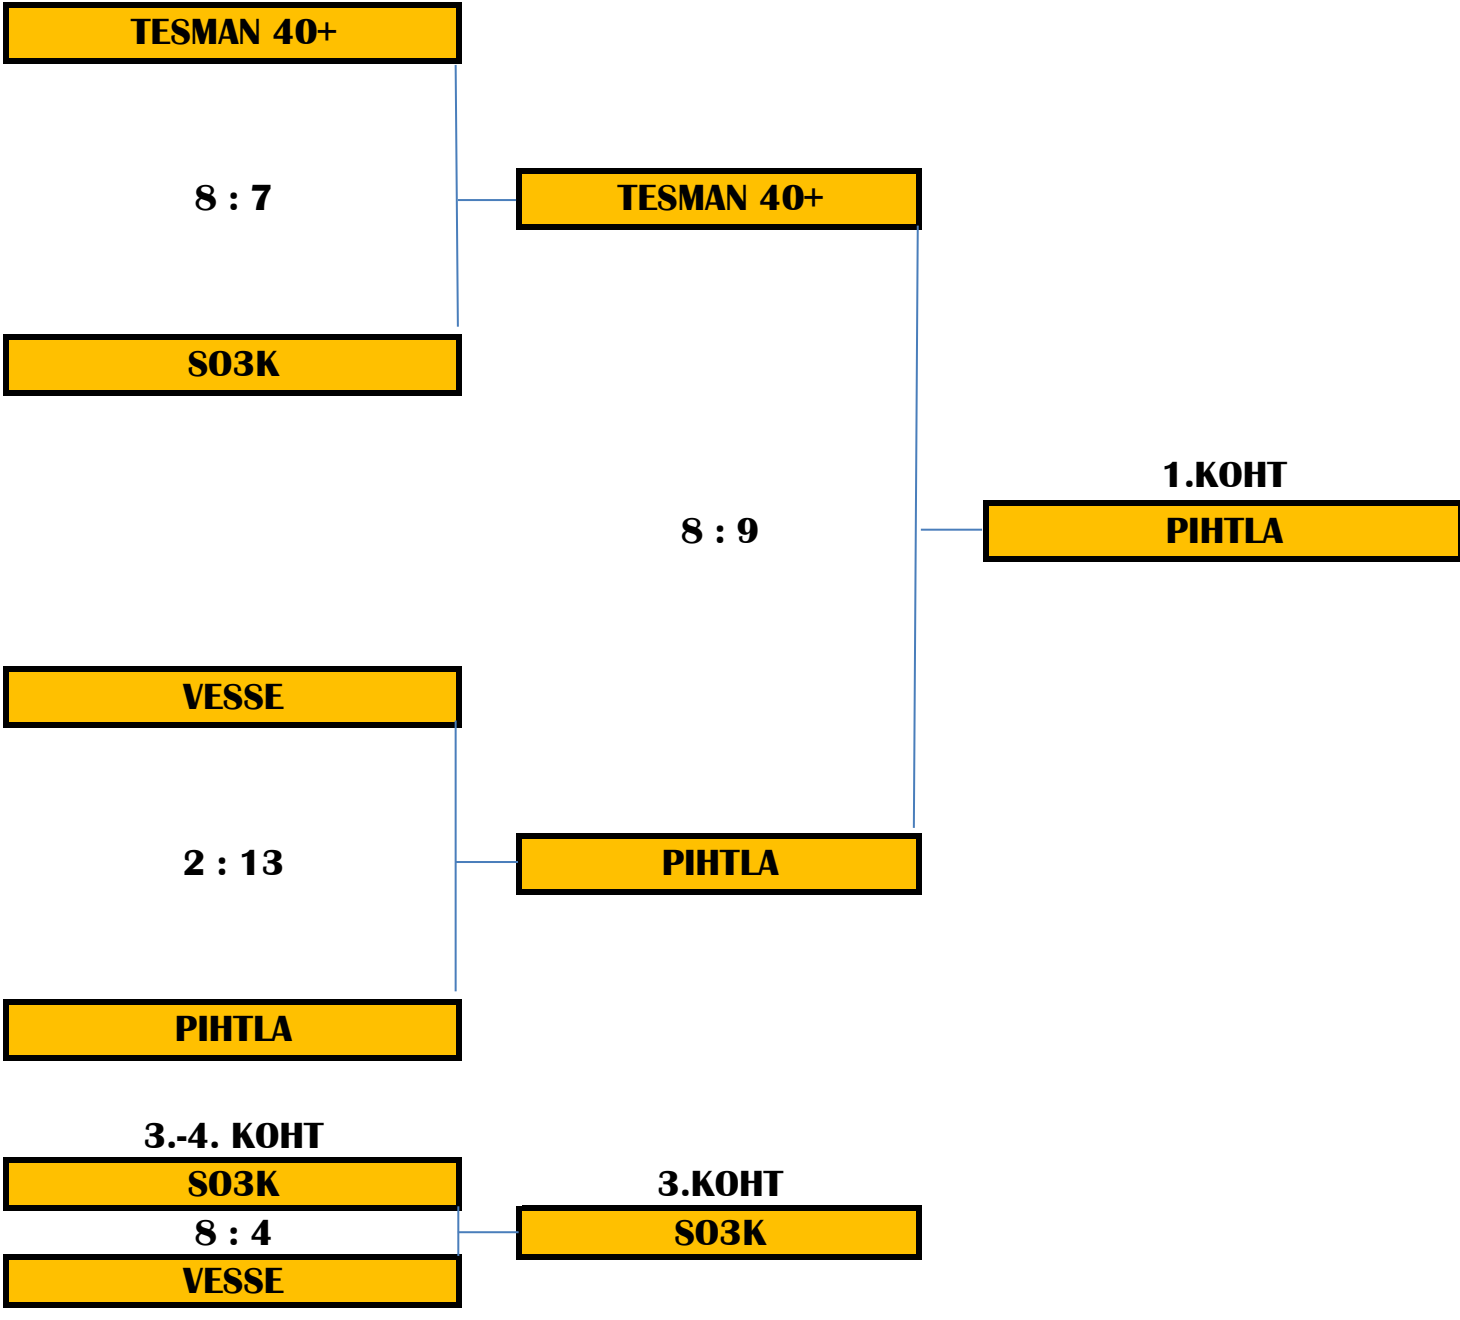 TESMAN 40+
8 : 7
TESMAN 40+
SO3K
1.KOHT
8 : 9
PIHTLA
VESSE
2 : 13
PIHTLA
PIHTLA
3.-4. KOHT
SO3K
3.KOHT
8 : 4
SO3K
VESSE